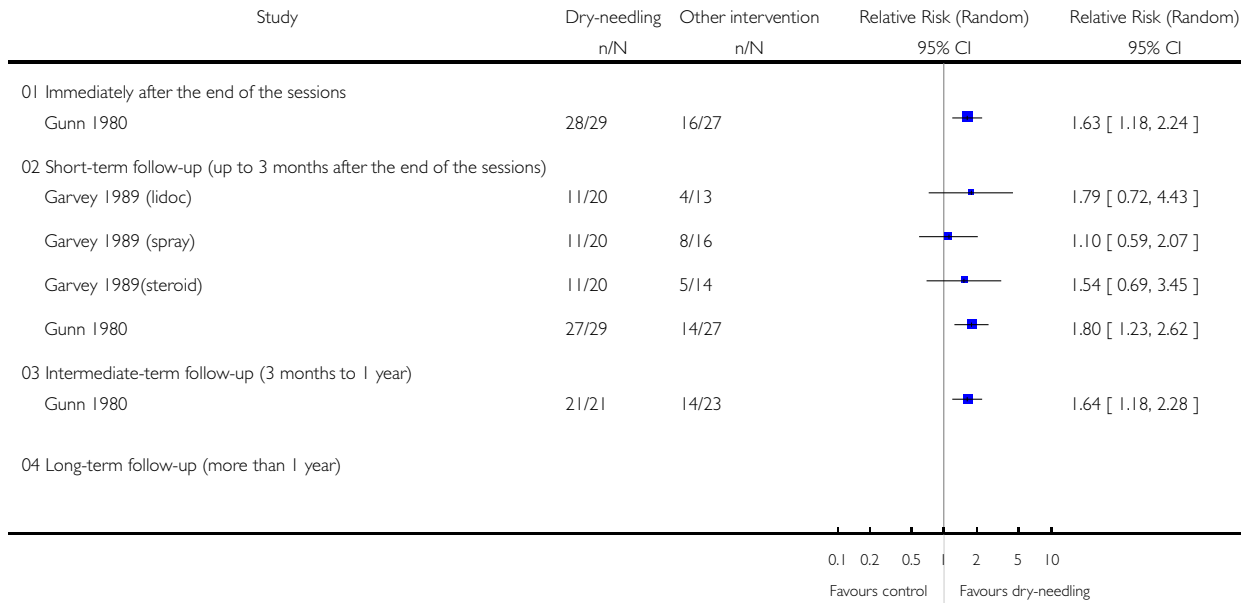 Study Dry-needling Other intervention Relative Risk (Random) Relative Risk (Random)
n/N n/N 95% CI 95% CI
01 Immediately after the end of the sessions
Gunn 1980 28/29 16/27 1.63 [ 1.18, 2.24 ]
02 Short-term follow-up (up to 3 months after the end of the sessions)
Garvey 1989 (lidoc) 11/20 4/13 1.79 [ 0.72, 4.43 ]
Garvey 1989 (spray) 11/20 8/16 1.10 [ 0.59, 2.07 ]
Garvey 1989(steroid) 11/20 5/14 1.54 [ 0.69, 3.45 ]
Gunn 1980 27/29 14/27 1.80 [ 1.23, 2.62 ]
03 Intermediate-term follow-up (3 months to 1 year)
Gunn 1980 21/21 14/23 1.64 [ 1.18, 2.28 ]
04 Long-term follow-up (more than 1 year)
0.1 0.2 0.5 1 2 5 10
Favours control Favours dry-needling